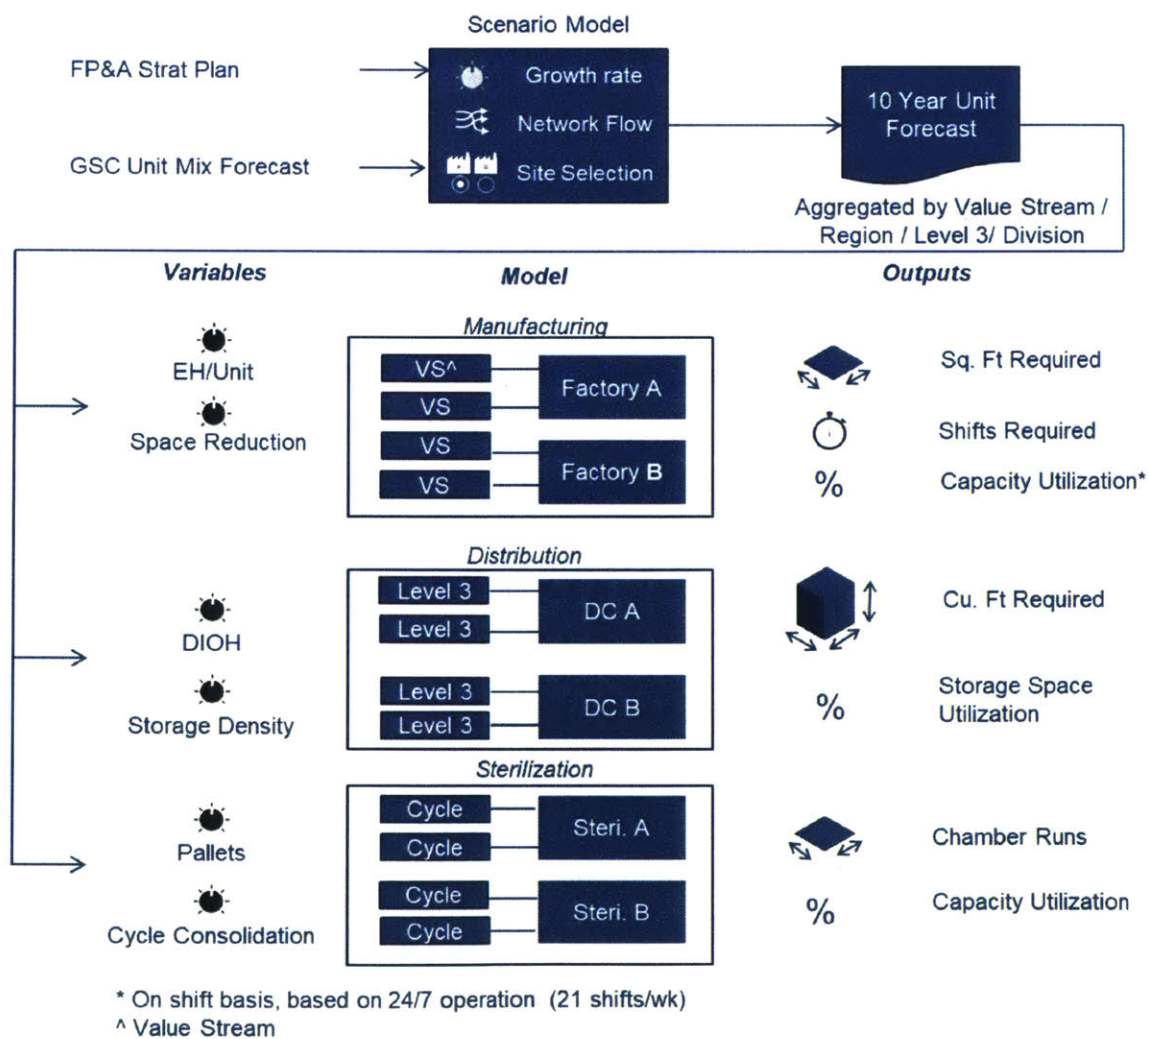 Scenario Model
FP&A Strat Plan
Growth rate
Network Flow
GSC Unit Mix Forecast
Site Selection
10 Year Unit
Forecast
Aggregated by Value Stream /
Region / Level 3/ Division
Variables
Model
Outputs
Manufacturing
EH/Unit
Space Reduction
VS^
VS
Factory A
VS
VS
Factory B
Sq. Ft Required
Shifts Required
%
Capacity Utilization*
Distribution
DIOH
Storage Density
Level 3
Level 3
DC A
Level 3
Level 3
DC B
Cu. Ft Required
%
Storage Space
Utilization
Sterilization
Pallets
Cycle Consolidation
Cycle
Cycle
Steri. A
Cycle
Cycle
Steri. B
Chamber Runs
%
Capacity Utilization
* On shift basis, based on 24/7 operation (21 shifts/wk)
^ Value Stream